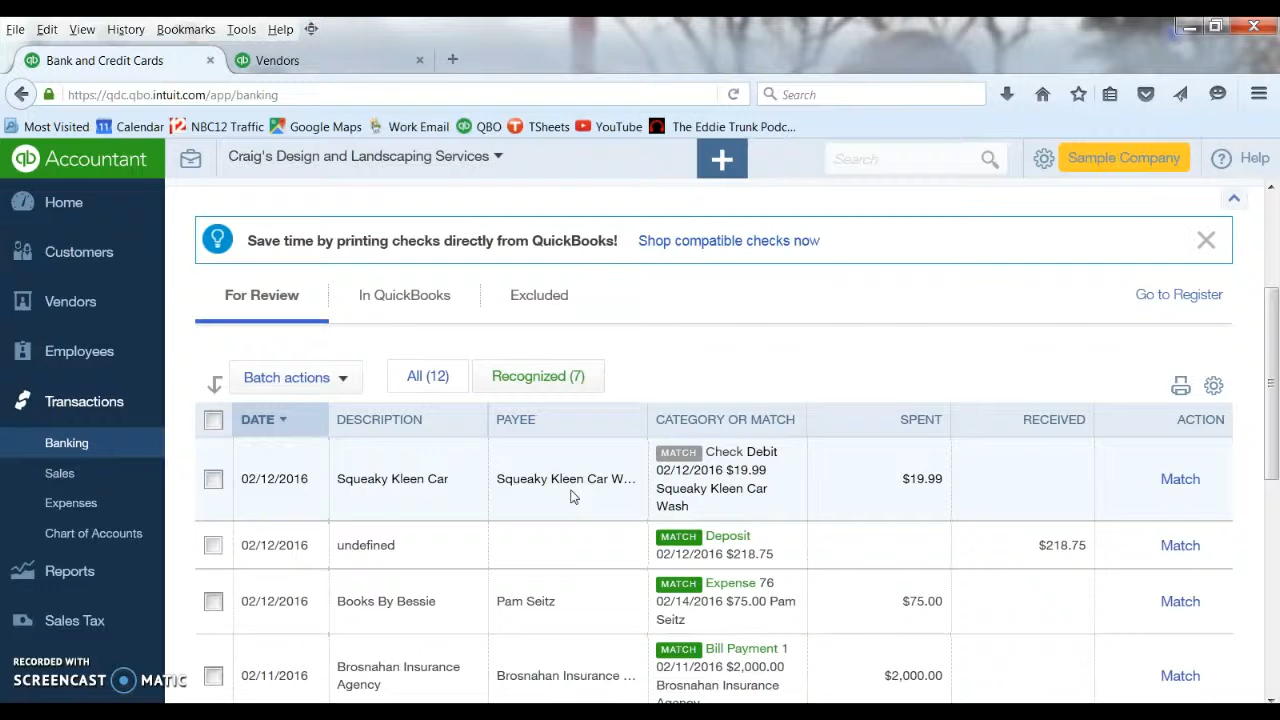 File Edit View History Bookmarks Tools Help
qb Bank and Credit Cards × qb Vendors × +
https://qdc.qbo.intuit.com/app/banking Search
Most Visited 11 Calendar 12 NBC12 Traffic Google Maps Work Email qb QBO T TSheets YouTube The Eddie Trunk Podc...
qb Accountant Craig's Design and Landscaping Services + Search Sample Company ? Help
Home
Customers
Vendors
Employees
Transactions
Banking
Sales
Expenses
Chart of Accounts
Reports
Sales Tax
RECORDED WITH
SCREENCAST MATIC
Save time by printing checks directly from QuickBooks! Shop compatible checks now
For Review In QuickBooks Excluded Go to Register
Batch actions All (12) Recognized (7)
DATE DESCRIPTION PAYEE CATEGORY OR MATCH SPENT RECEIVED ACTION
02/12/2016 Squeaky Kleen Car Squeaky Kleen Car W... MATCH Check Debit $19.99 Match
02/12/2016 $19.99
Squeaky Kleen Car
Wash
02/12/2016 undefined MATCH Deposit $218.75 Match
02/12/2016 $218.75
02/12/2016 Books By Bessie Pam Seitz MATCH Expense 76 $75.00 Match
02/14/2016 $75.00 Pam
Seitz
02/11/2016 Brosnahan Insurance Brosnahan Insurance ... MATCH Bill Payment 1 $2,000.00 Match
Agency 02/11/2016 $2,000.00
Brosnahan Insurance
Agency